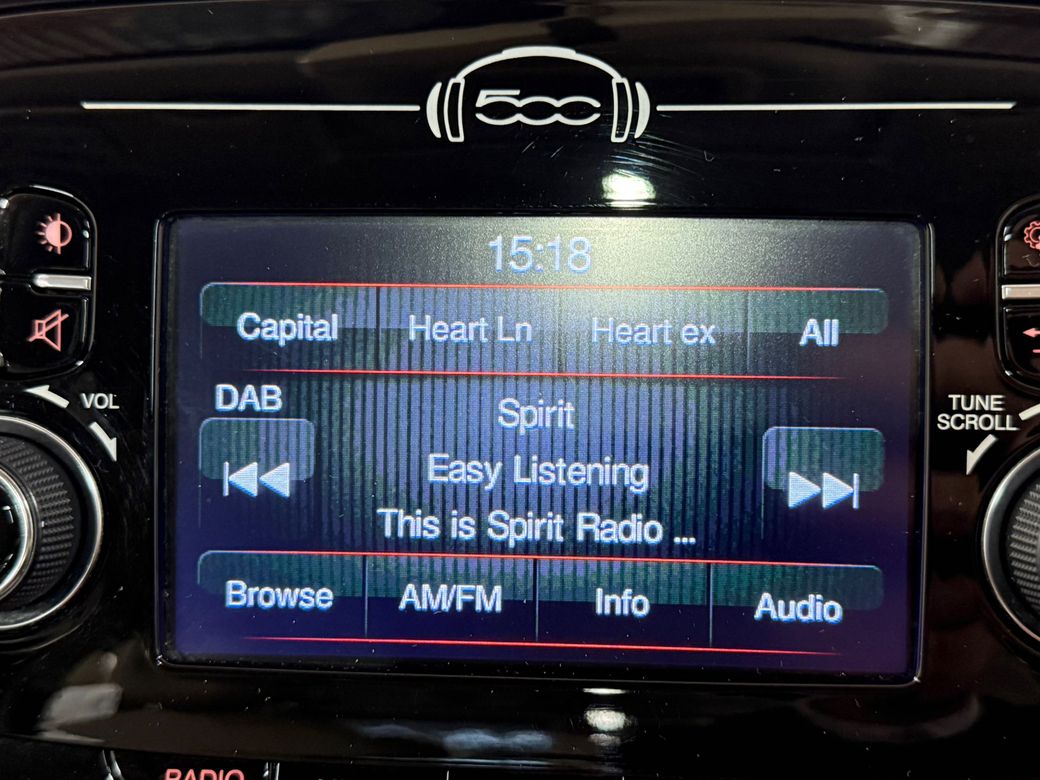 500
15:18
Capital Heart Ln Heart ex All
DAB
Spirit
Easy Listening
This is Spirit Radio ...
Browse AM/FM Info Audio
VOL
TUNE
SCROLL
RADIO